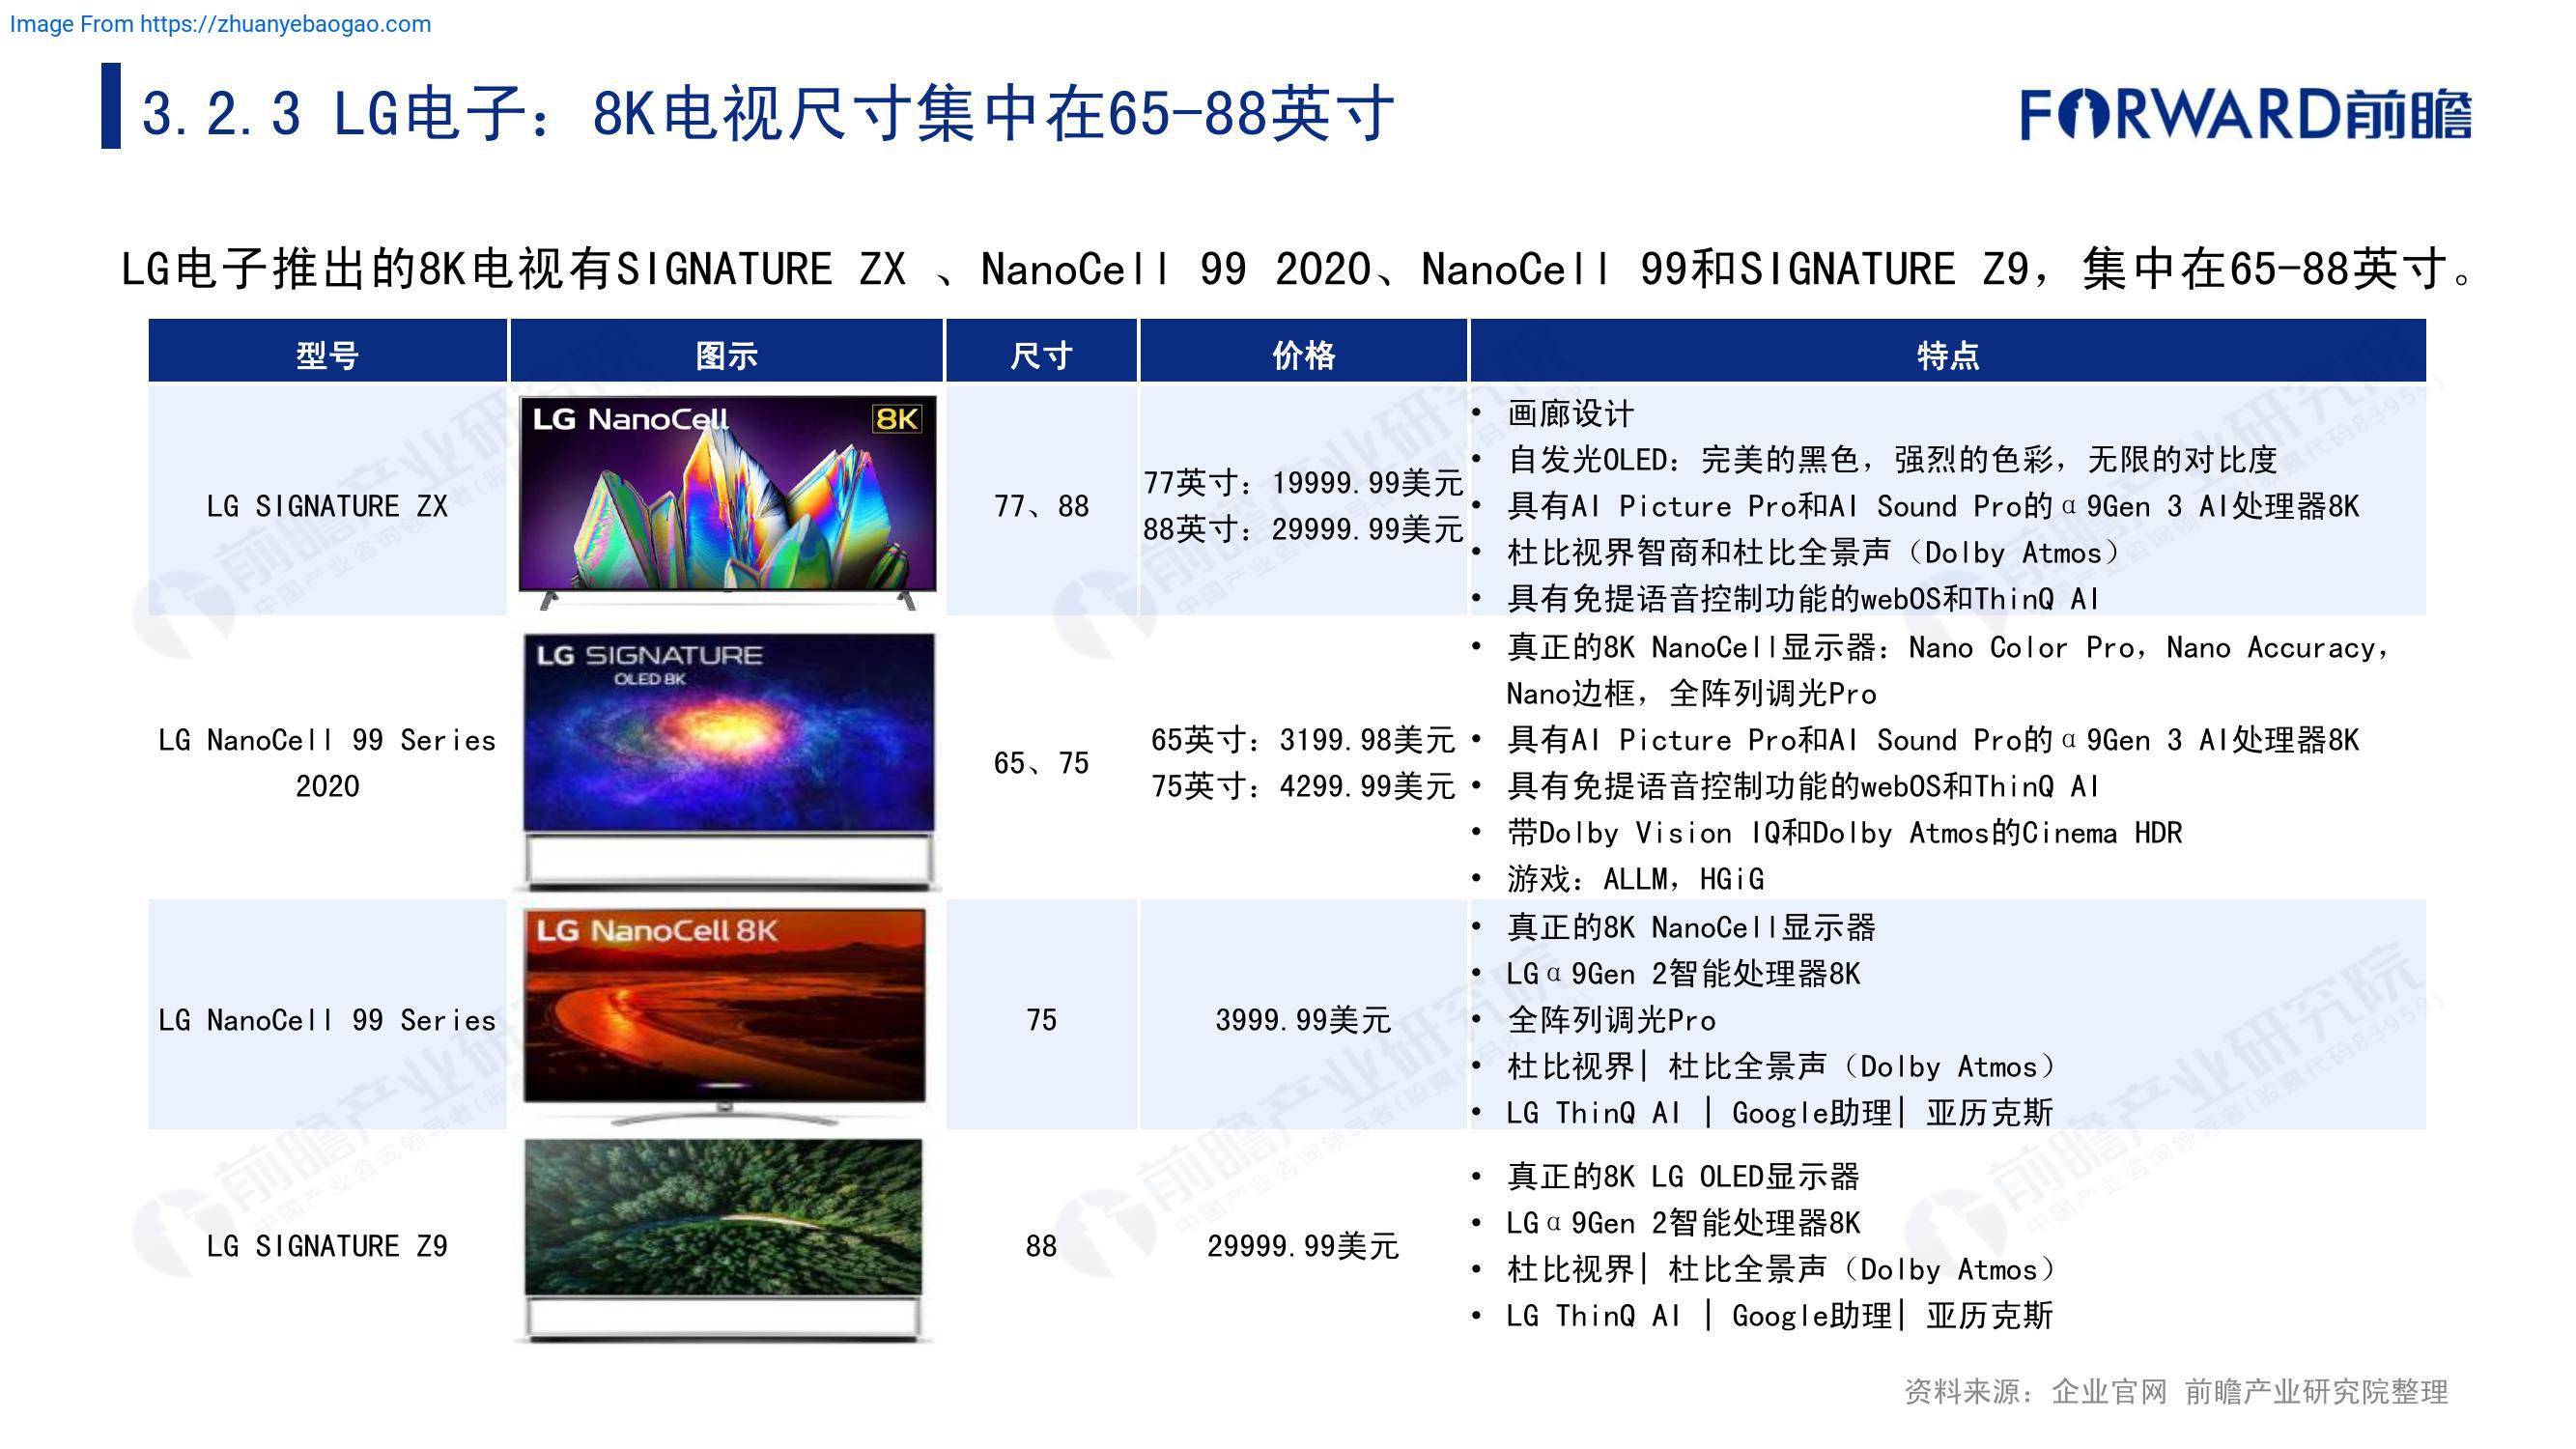 Image From https://zhuanyebaogao.com
3.2.3 LG电子：8K电视尺寸集中在65-88英寸
FORWARD前瞻
LG电子推出的8K电视有SIGNATURE ZX 、NanoCell 99 2020、NanoCell 99和SIGNATURE Z9，集中在65-88英寸。
型号 图示 尺寸 价格 特点
LG SIGNATURE ZX
LG NanoCell 8K
77、88
77英寸：19999.99美元
88英寸：29999.99美元
• 画廊设计
• 自发光OLED：完美的黑色，强烈的色彩，无限的对比度
• 具有AI Picture Pro和AI Sound Pro的α9Gen 3 AI处理器8K
• 杜比视界智商和杜比全景声（Dolby Atmos）
• 具有免提语音控制功能的webOS和ThinQ AI
LG NanoCell 99 Series
2020
LG SIGNATURE
OLED 8K
65、75
65英寸：3199.98美元
75英寸：4299.99美元
• 真正的8K NanoCell显示器：Nano Color Pro，Nano Accuracy，
Nano边框，全阵列调光Pro
• 具有AI Picture Pro和AI Sound Pro的α9Gen 3 AI处理器8K
• 具有免提语音控制功能的webOS和ThinQ AI
• 带Dolby Vision IQ和Dolby Atmos的Cinema HDR
• 游戏：ALLM，HGiG
LG NanoCell 99 Series
LG NanoCell 8K
75
3999.99美元
• 真正的8K NanoCell显示器
• LGα9Gen 2智能处理器8K
• 全阵列调光Pro
• 杜比视界| 杜比全景声（Dolby Atmos）
• LG ThinQ AI | Google助理| 亚历克斯
LG SIGNATURE Z9
88
29999.99美元
• 真正的8K LG OLED显示器
• LGα9Gen 2智能处理器8K
• 杜比视界| 杜比全景声（Dolby Atmos）
• LG ThinQ AI | Google助理| 亚历克斯
资料来源：企业官网 前瞻产业研究院整理